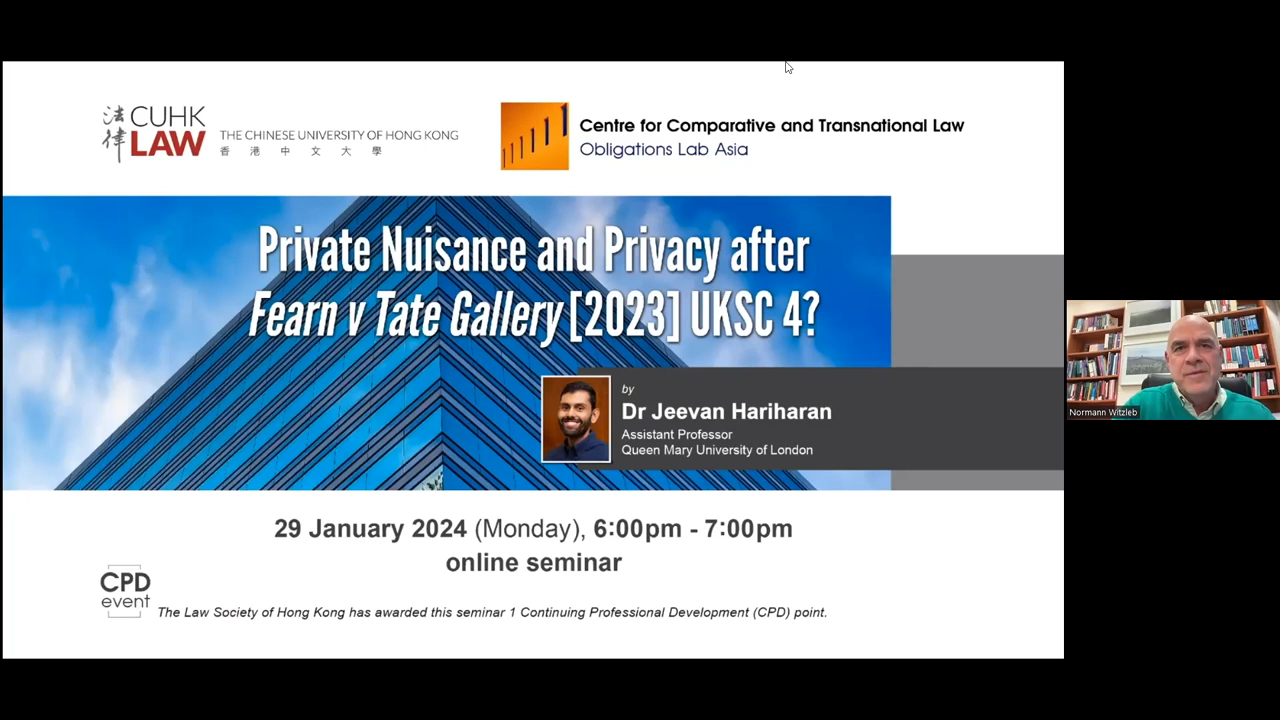 法律
CUHK
LAW
THE CHINESE UNIVERSITY OF HONG KONG
香港中文大學
Centre for Comparative and Transnational Law
Obligations Lab Asia
Private Nuisance and Privacy after
Fearn v Tate Gallery [2023] UKSC 4?
by
Dr Jeevan Hariharan
Assistant Professor
Queen Mary University of London
Normann Witzleb
29 January 2024 (Monday), 6:00pm - 7:00pm
online seminar
CPD
event
The Law Society of Hong Kong has awarded this seminar 1 Continuing Professional Development (CPD) point.